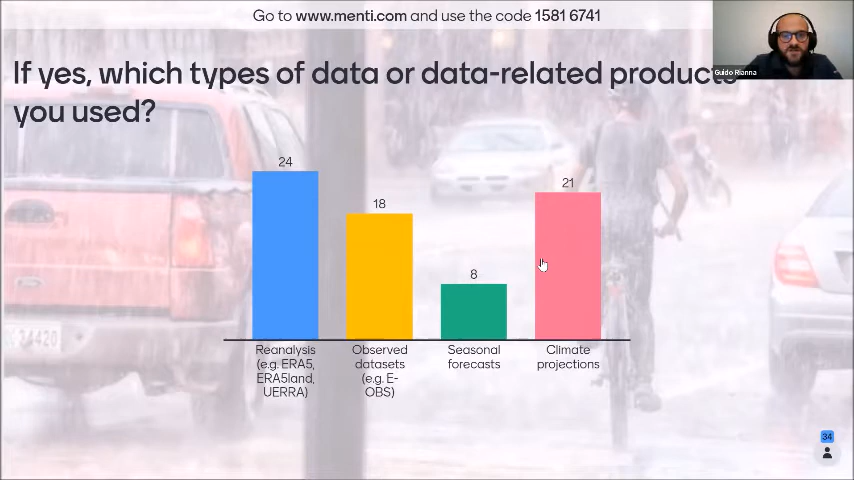 Go to www.menti.com and use the code 1581 6741
Guido Rianna
If yes, which types of data or data-related products
you used?
24
18
8
21
Reanalysis
(e.g. ERA5,
ERA5land,
UERRA)
Observed
datasets
(e.g. E-
OBS)
Seasonal
forecasts
Climate
projections
34420
34